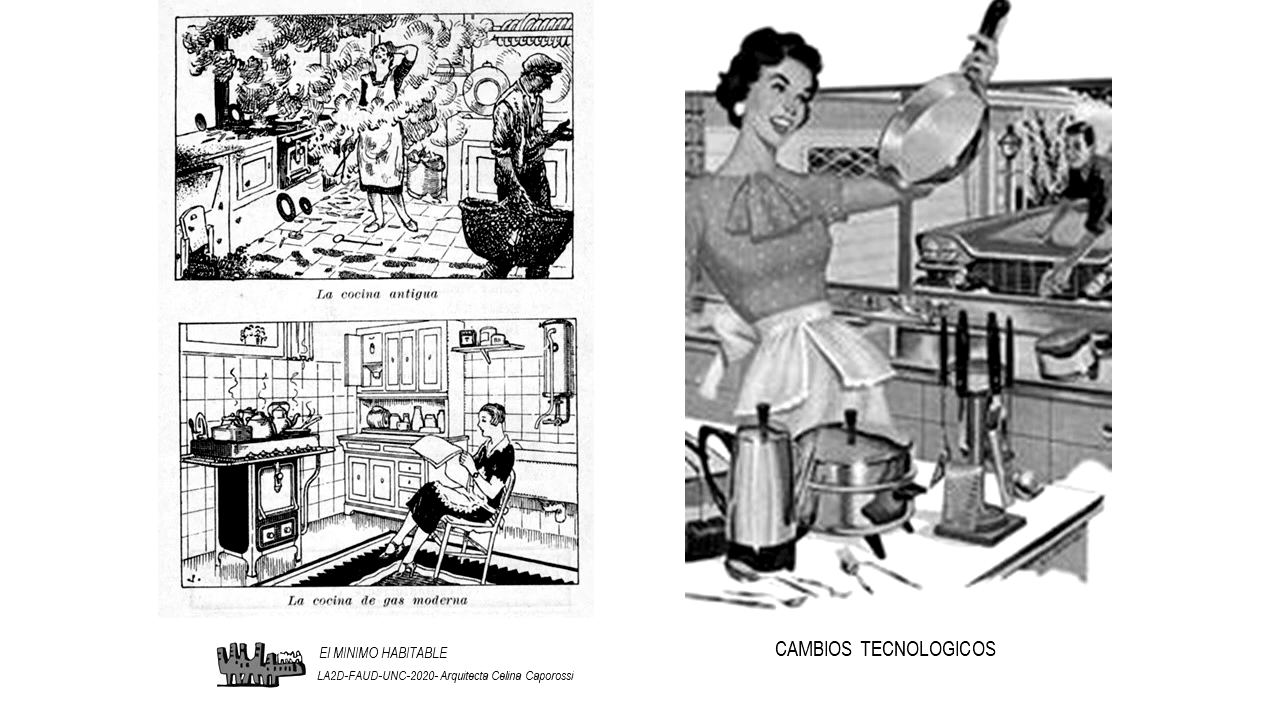 La cocina antigua
La cocina de gas moderna
El MINIMO HABITABLE
LA2D-FAUD-UNC-2020- Arquitecta Celina Caporossi
CAMBIOS TECNOLOGICOS